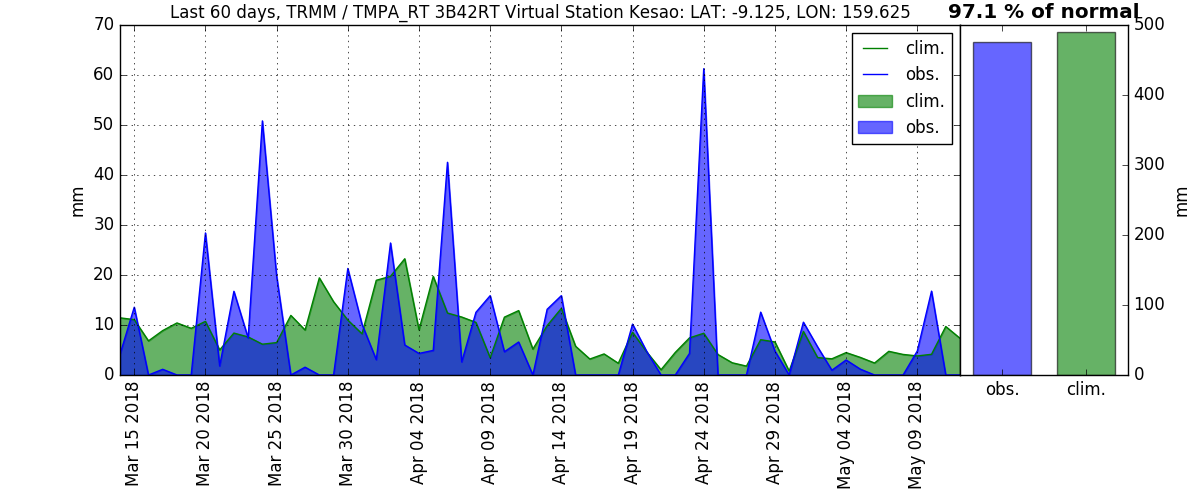 Last 60 days, TRMM / TMPA_RT 3B42RT Virtual Station Kesao: LAT: -9.125, LON: 159.625
97.1 % of normal
70
60
50
40
30
20
10
0
mm
clim.
obs.
clim.
obs.
Mar 15 2018
Mar 20 2018
Mar 25 2018
Mar 30 2018
Apr 04 2018
Apr 09 2018
Apr 14 2018
Apr 19 2018
Apr 24 2018
Apr 29 2018
May 04 2018
May 09 2018
500
400
300
200
100
0
mm
obs.
clim.